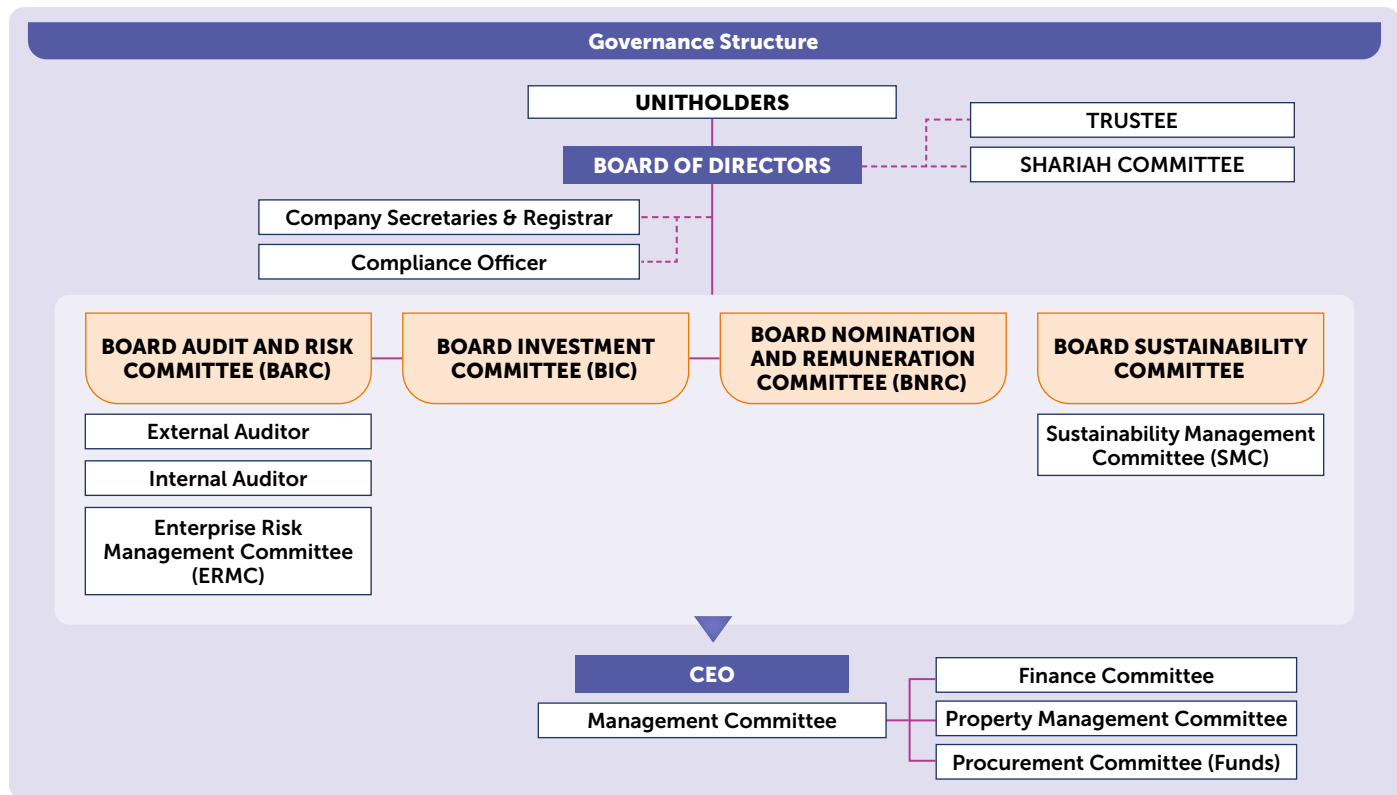 Governance Structure
UNITHOLDERS
TRUSTEE
BOARD OF DIRECTORS
SHARIAH COMMITTEE
Company Secretaries & Registrar
Compliance Officer
BOARD AUDIT AND RISK
COMMITTEE (BARC)
BOARD INVESTMENT
COMMITTEE (BIC)
BOARD NOMINATION
AND REMUNERATION
COMMITTEE (BNRC)
BOARD SUSTAINABILITY
COMMITTEE
External Auditor
Internal Auditor
Enterprise Risk
Management Committee
(ERMC)
Sustainability Management
Committee (SMC)
CEO
Management Committee
Finance Committee
Property Management Committee
Procurement Committee (Funds)